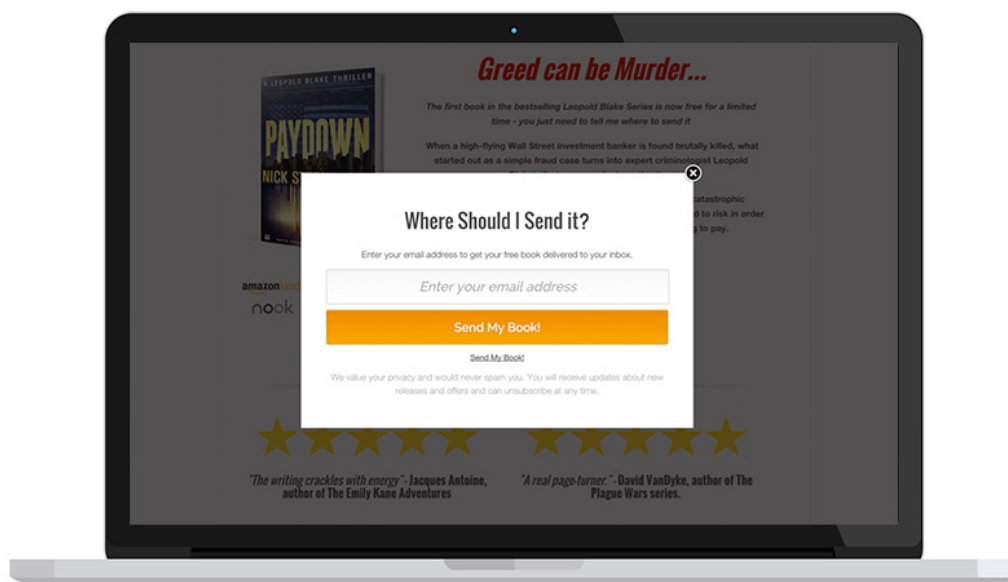 Greed can be Murder...
A LEOPOLD BLAKE THRILLER
The first book in the bestselling Leopold Blake Series is now free for a limited
time - you just need to tell me where to send it
PAYDOWN
When a high-flying Wall Street investment banker is found brutally killed, what
started out as a simple fraud case turns into expert criminologist Leopold
NICK S
catastrophic
d to risk in order
g to pay.
Where Should I Send it?
Enter your email address to get your free book delivered to your inbox.
Enter your email address
Send My Book!
Send My Book!
We value your privacy and would never spam you. You will receive updates about new
releases and offers and can unsubscribe at any time.
amazon kind
nook
"The writing crackles with energy" - Jacques Antoine,
author of The Emily Kane Adventures
"A real page-turner." - David VanDyke, author of The
Plague Wars series.